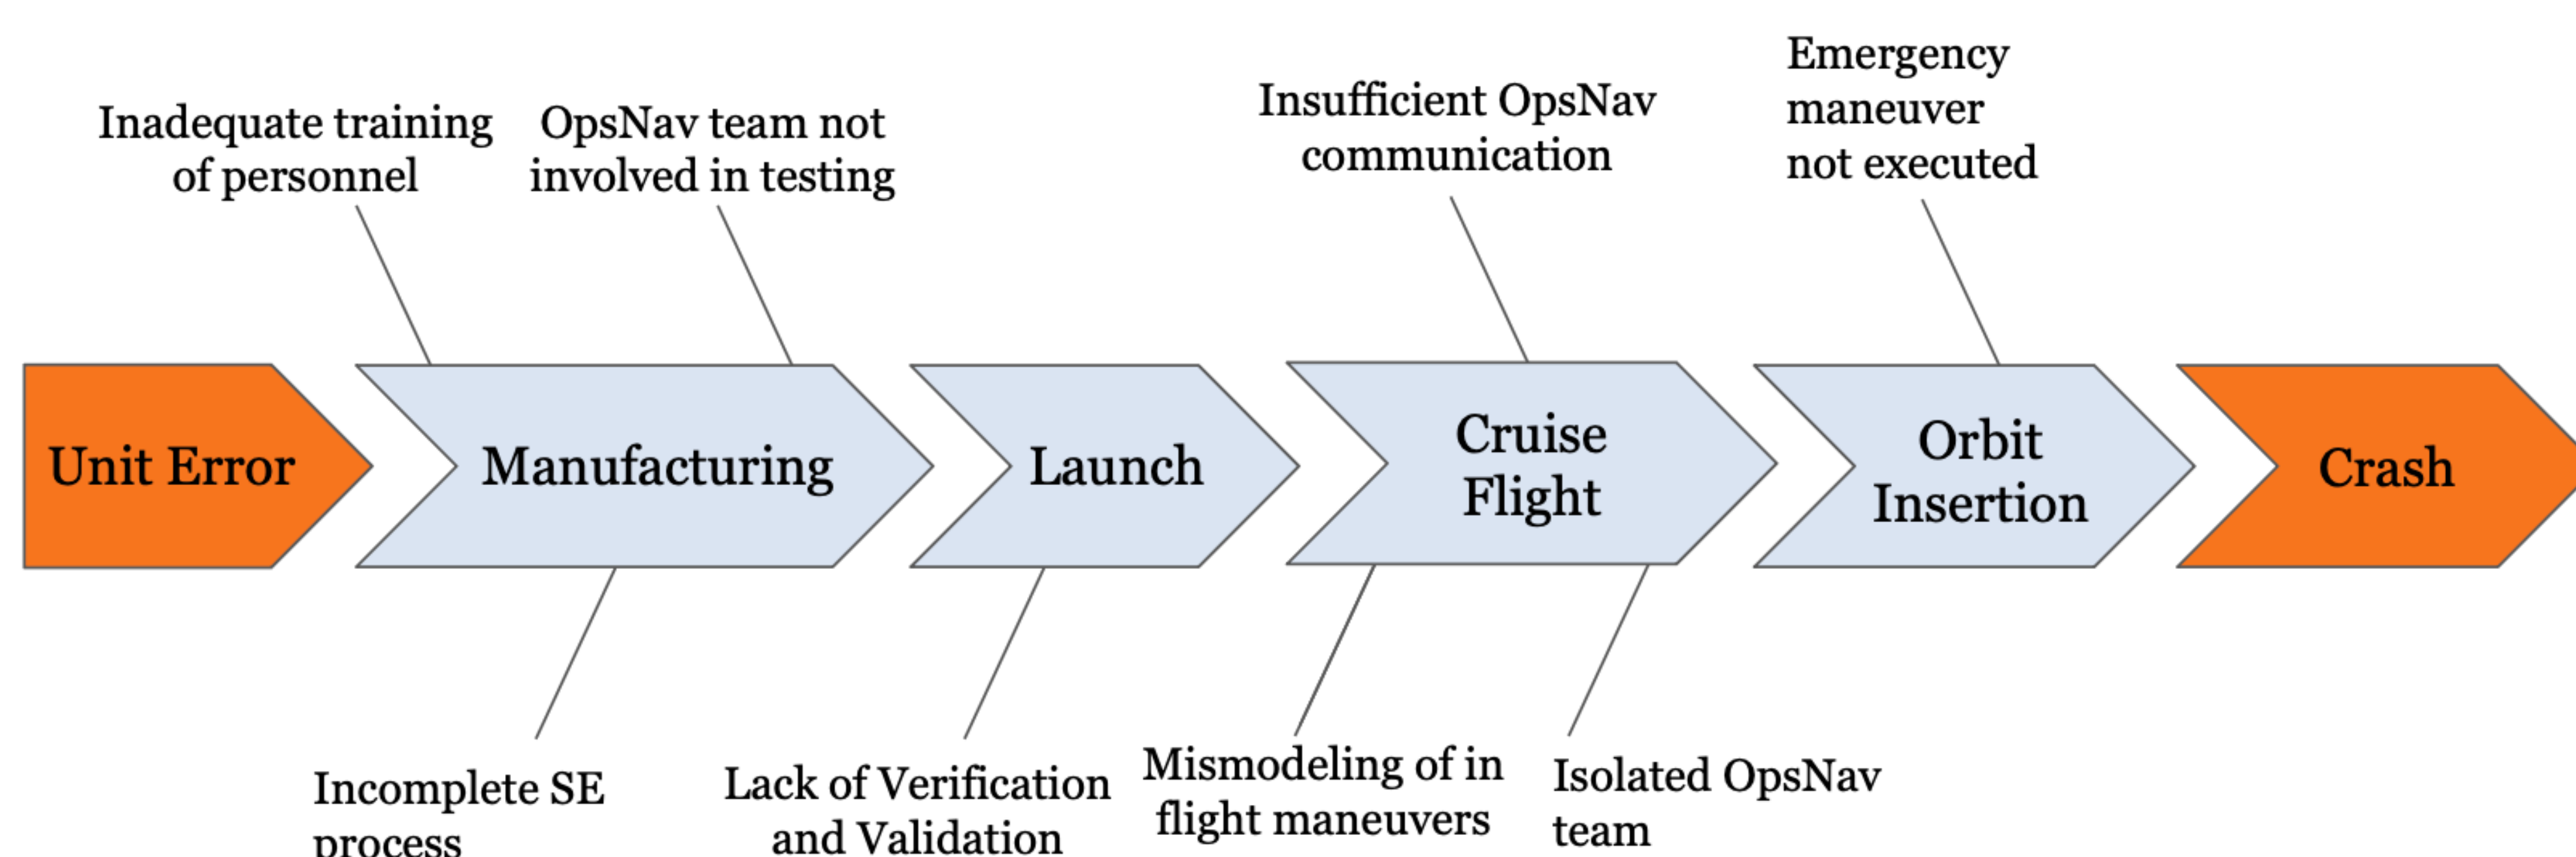 Inadequate training
of personnel
OpsNav team not
involved in testing
Insufficient OpsNav
communication
Emergency
maneuver
not executed
Unit Error
Manufacturing
Launch
Cruise
Flight
Orbit
Insertion
Crash
Incomplete SE
process
Lack of Verification
and Validation
Mismodeling of in
flight maneuvers
Isolated OpsNav
team